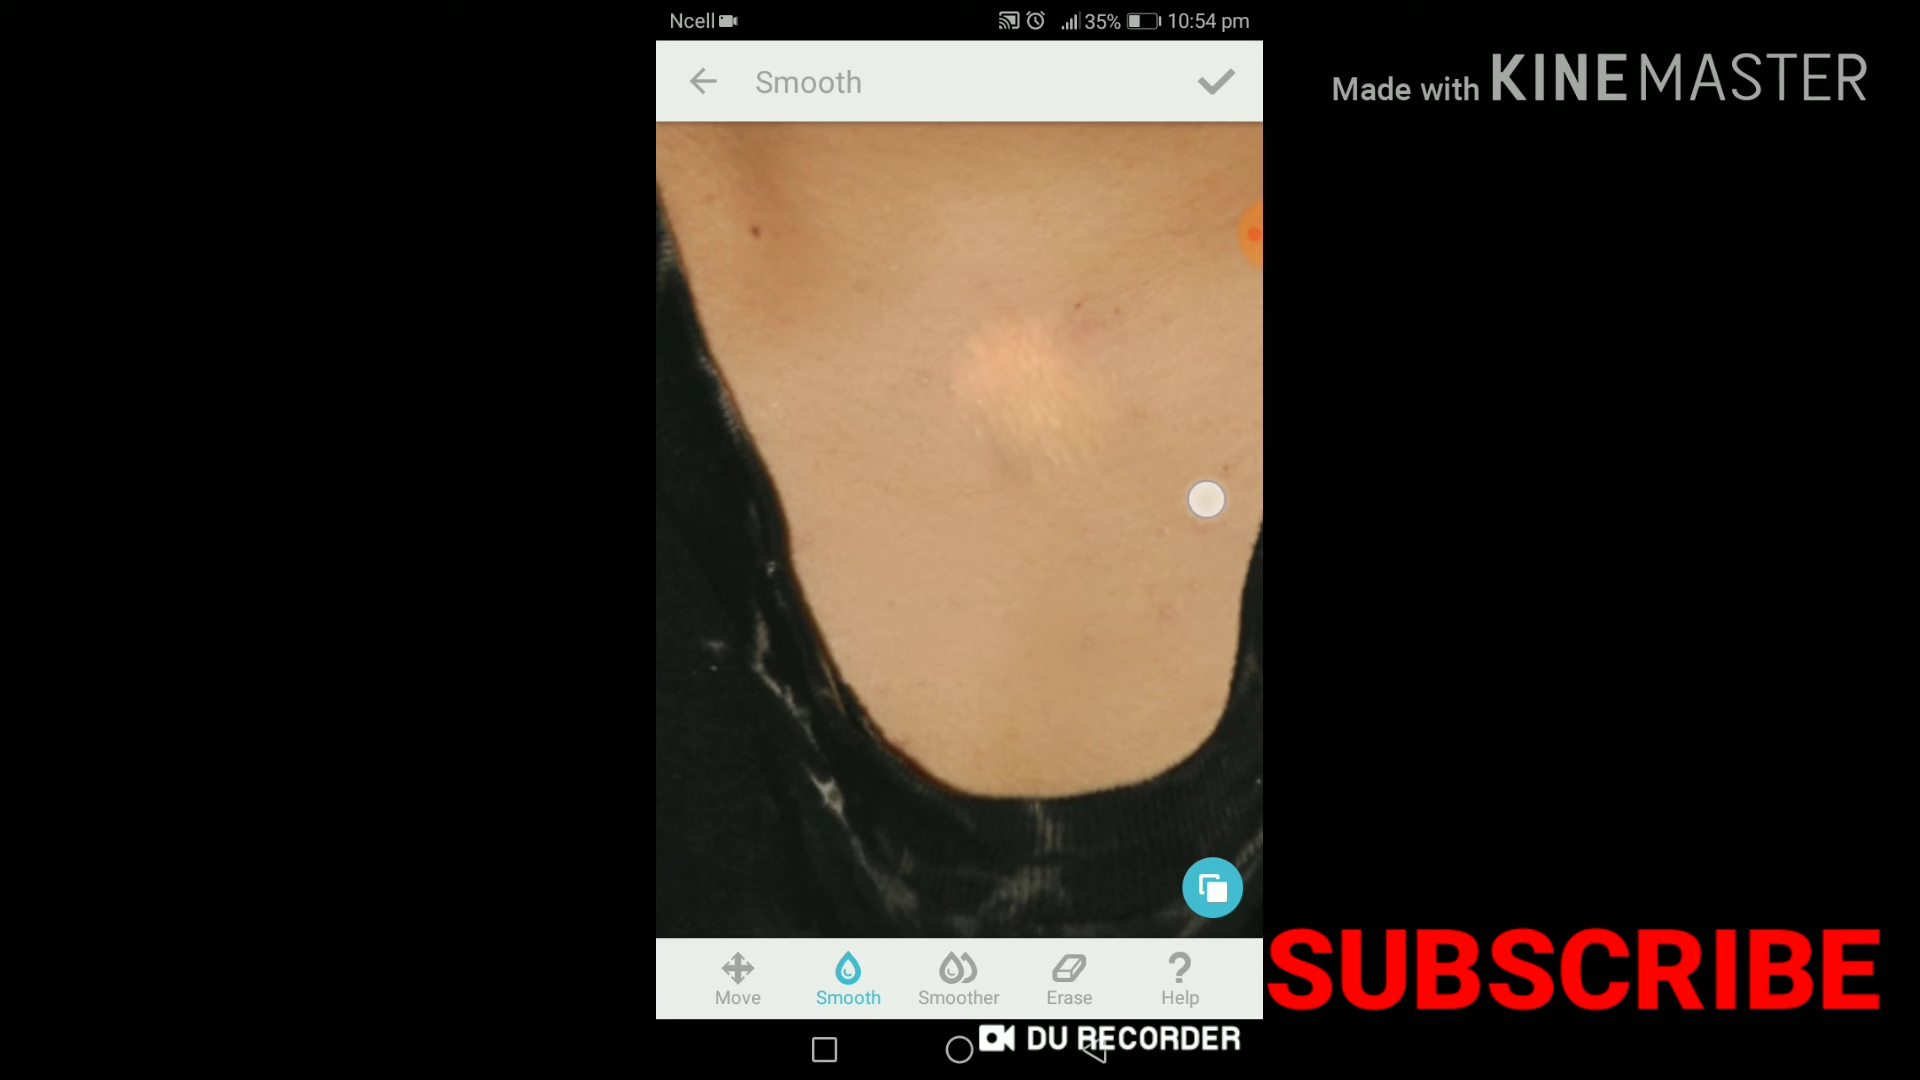 Ncell 35% 10:54 pm
Smooth
Made with KINEMASTER
Move Smooth Smoother Erase Help
SUBSCRIBE
DU RECORDER